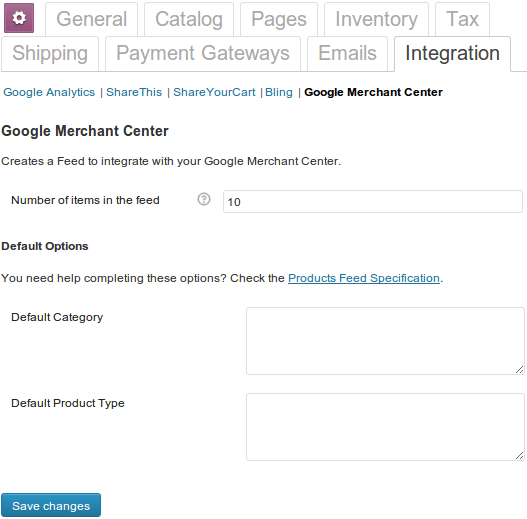 General Catalog Pages Inventory Tax
Shipping Payment Gateways Emails Integration
Google Analytics | ShareThis | ShareYourCart | Bling | Google Merchant Center
Google Merchant Center
Creates a Feed to integrate with your Google Merchant Center.
Number of items in the feed ? 10
Default Options
You need help completing these options? Check the Products Feed Specification.
Default Category
Default Product Type
Save changes